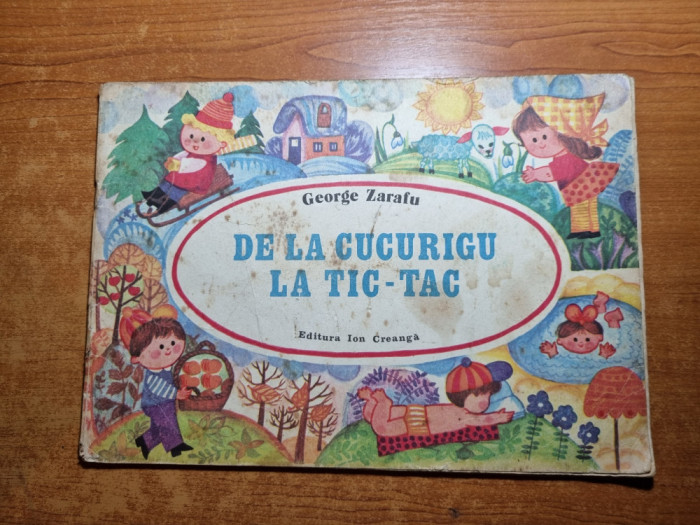 George Zarafu
DE LA CUCURIGU
LA TIC-TAC
Editura Ion Creangă